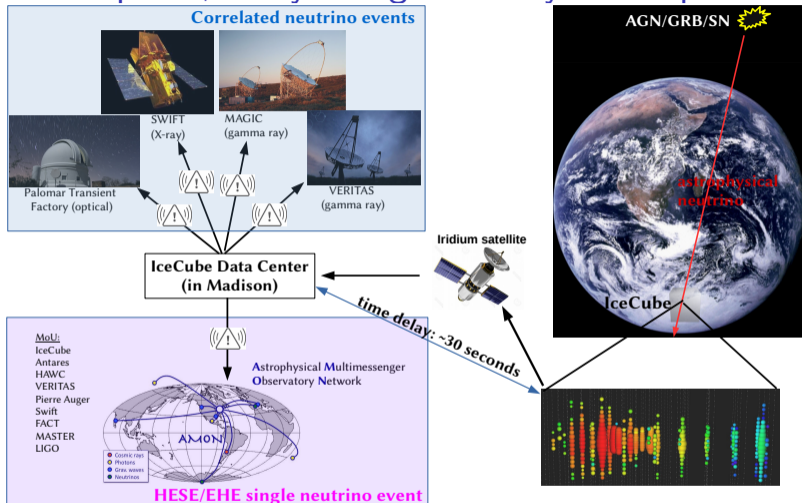 Correlated neutrino events
AGN/GRB/SN
SWIFT
(X-ray)
MAGIC
(gamma ray)
Palomar Transient
Factory (optical)
VERITAS
(gamma ray)
astrophysical
neutrino
Iridium satellite
IceCube Data Center
(in Madison)
IceCube
time delay: ~30 seconds
MoU:
IceCube
Antares
HAWC
VERITAS
Pierre Auger
Swift
FACT
MASTER
LIGO
Astrophysical Multimessenger
Observatory Network
AMON
Cosmic rays
Photons
Grav. waves
Neutrinos
HESE/EHE single neutrino event